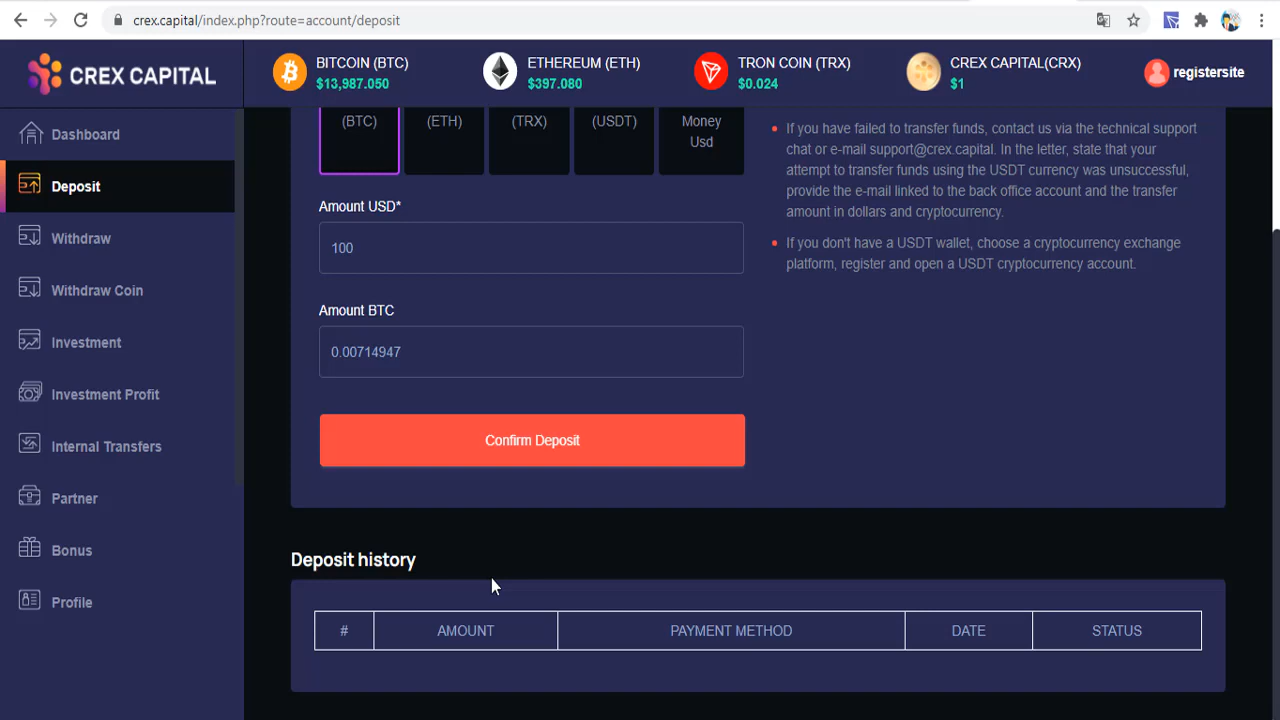 crex.capital/index.php?route=account/deposit
CREX CAPITAL
BITCOIN (BTC)
$13,987.050
ETHEREUM (ETH)
$397.080
TRON COIN (TRX)
$0.024
CREX CAPITAL(CRX)
$1
registersite
Dashboard
Deposit
Withdraw
Withdraw Coin
Investment
Investment Profit
Internal Transfers
Partner
Bonus
Profile
(BTC)
(ETH)
(TRX)
(USDT)
Money
Usd
Amount USD*
100
Amount BTC
0.00714947
Confirm Deposit
If you have failed to transfer funds, contact us via the technical support
chat or e-mail support@crex.capital. In the letter, state that your
attempt to transfer funds using the USDT currency was unsuccessful,
provide the e-mail linked to the back office account and the transfer
amount in dollars and cryptocurrency.
If you don't have a USDT wallet, choose a cryptocurrency exchange
platform, register and open a USDT cryptocurrency account.
Deposit history
# AMOUNT PAYMENT METHOD DATE STATUS